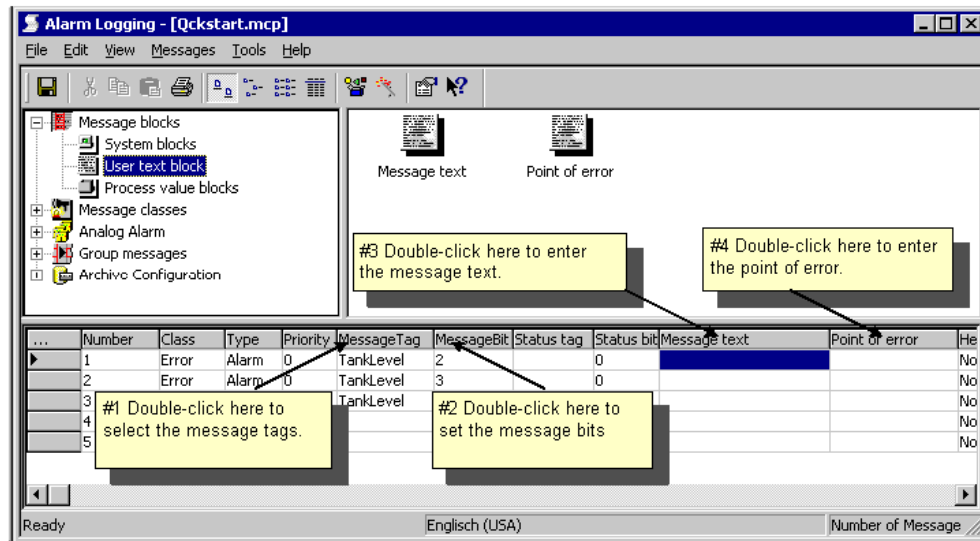 Alarm Logging - [Qckstart.mcp]
File Edit View Messages Tools Help
Message blocks
System blocks
User text block
Process value blocks
Message classes
Analog Alarm
Group messages
Archive Configuration
Message text
Point of error
#3 Double-click here to enter
the message text.
#4 Double-click here to enter
the point of error.
... Number Class Type Priority MessageTag MessageBit Status tag Status bit Message text Point of error He
1 Error Alarm 0 TankLevel 2 0 No
2 Error Alarm 0 TankLevel 3 0 No
3 TankLevel No
4 No
5 No
#1 Double-click here to
select the message tags.
#2 Double-click here to
set the message bits
Ready Englisch (USA) Number of Message